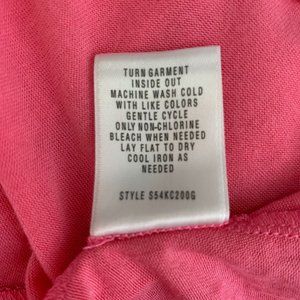 TURN GARMENT
INSIDE OUT
MACHINE WASH COLD
WITH LIKE COLORS
GENTLE CYCLE
ONLY NON-CHLORINE
BLEACH WHEN NEEDED
LAY FLAT TO DRY
COOL IRON AS
NEEDED
STYLE S54KC200G